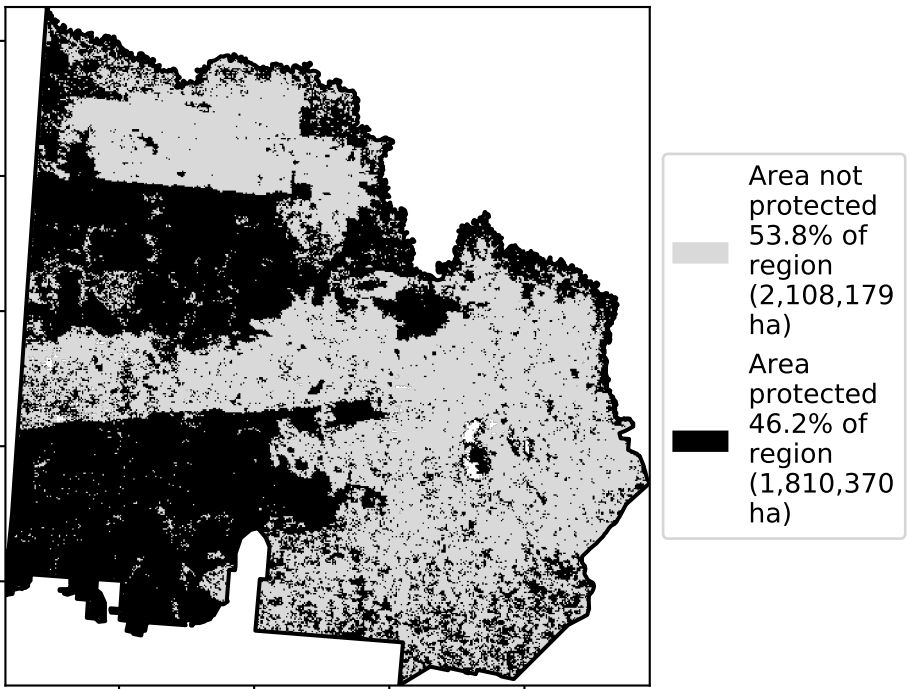 Area not
protected
53.8% of
region
(2,108,179
ha)
Area
protected
46.2% of
region
(1,810,370
ha)